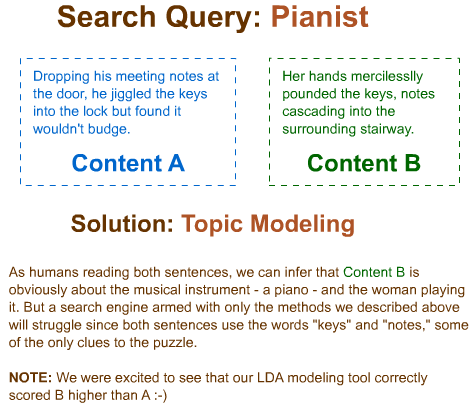 Search Query: Pianist
Dropping his meeting notes at
the door, he jiggled the keys
into the lock but found it
wouldn't budge.
Content A
Her hands mercilesslly
pounded the keys, notes
cascading into the
surrounding stairway.
Content B
Solution: Topic Modeling
As humans reading both sentences, we can infer that Content B is
obviously about the musical instrument - a piano - and the woman playing
it. But a search engine armed with only the methods we described above
will struggle since both sentences use the words "keys" and "notes," some
of the only clues to the puzzle.
NOTE: We were excited to see that our LDA modeling tool correctly
scored B higher than A :-)